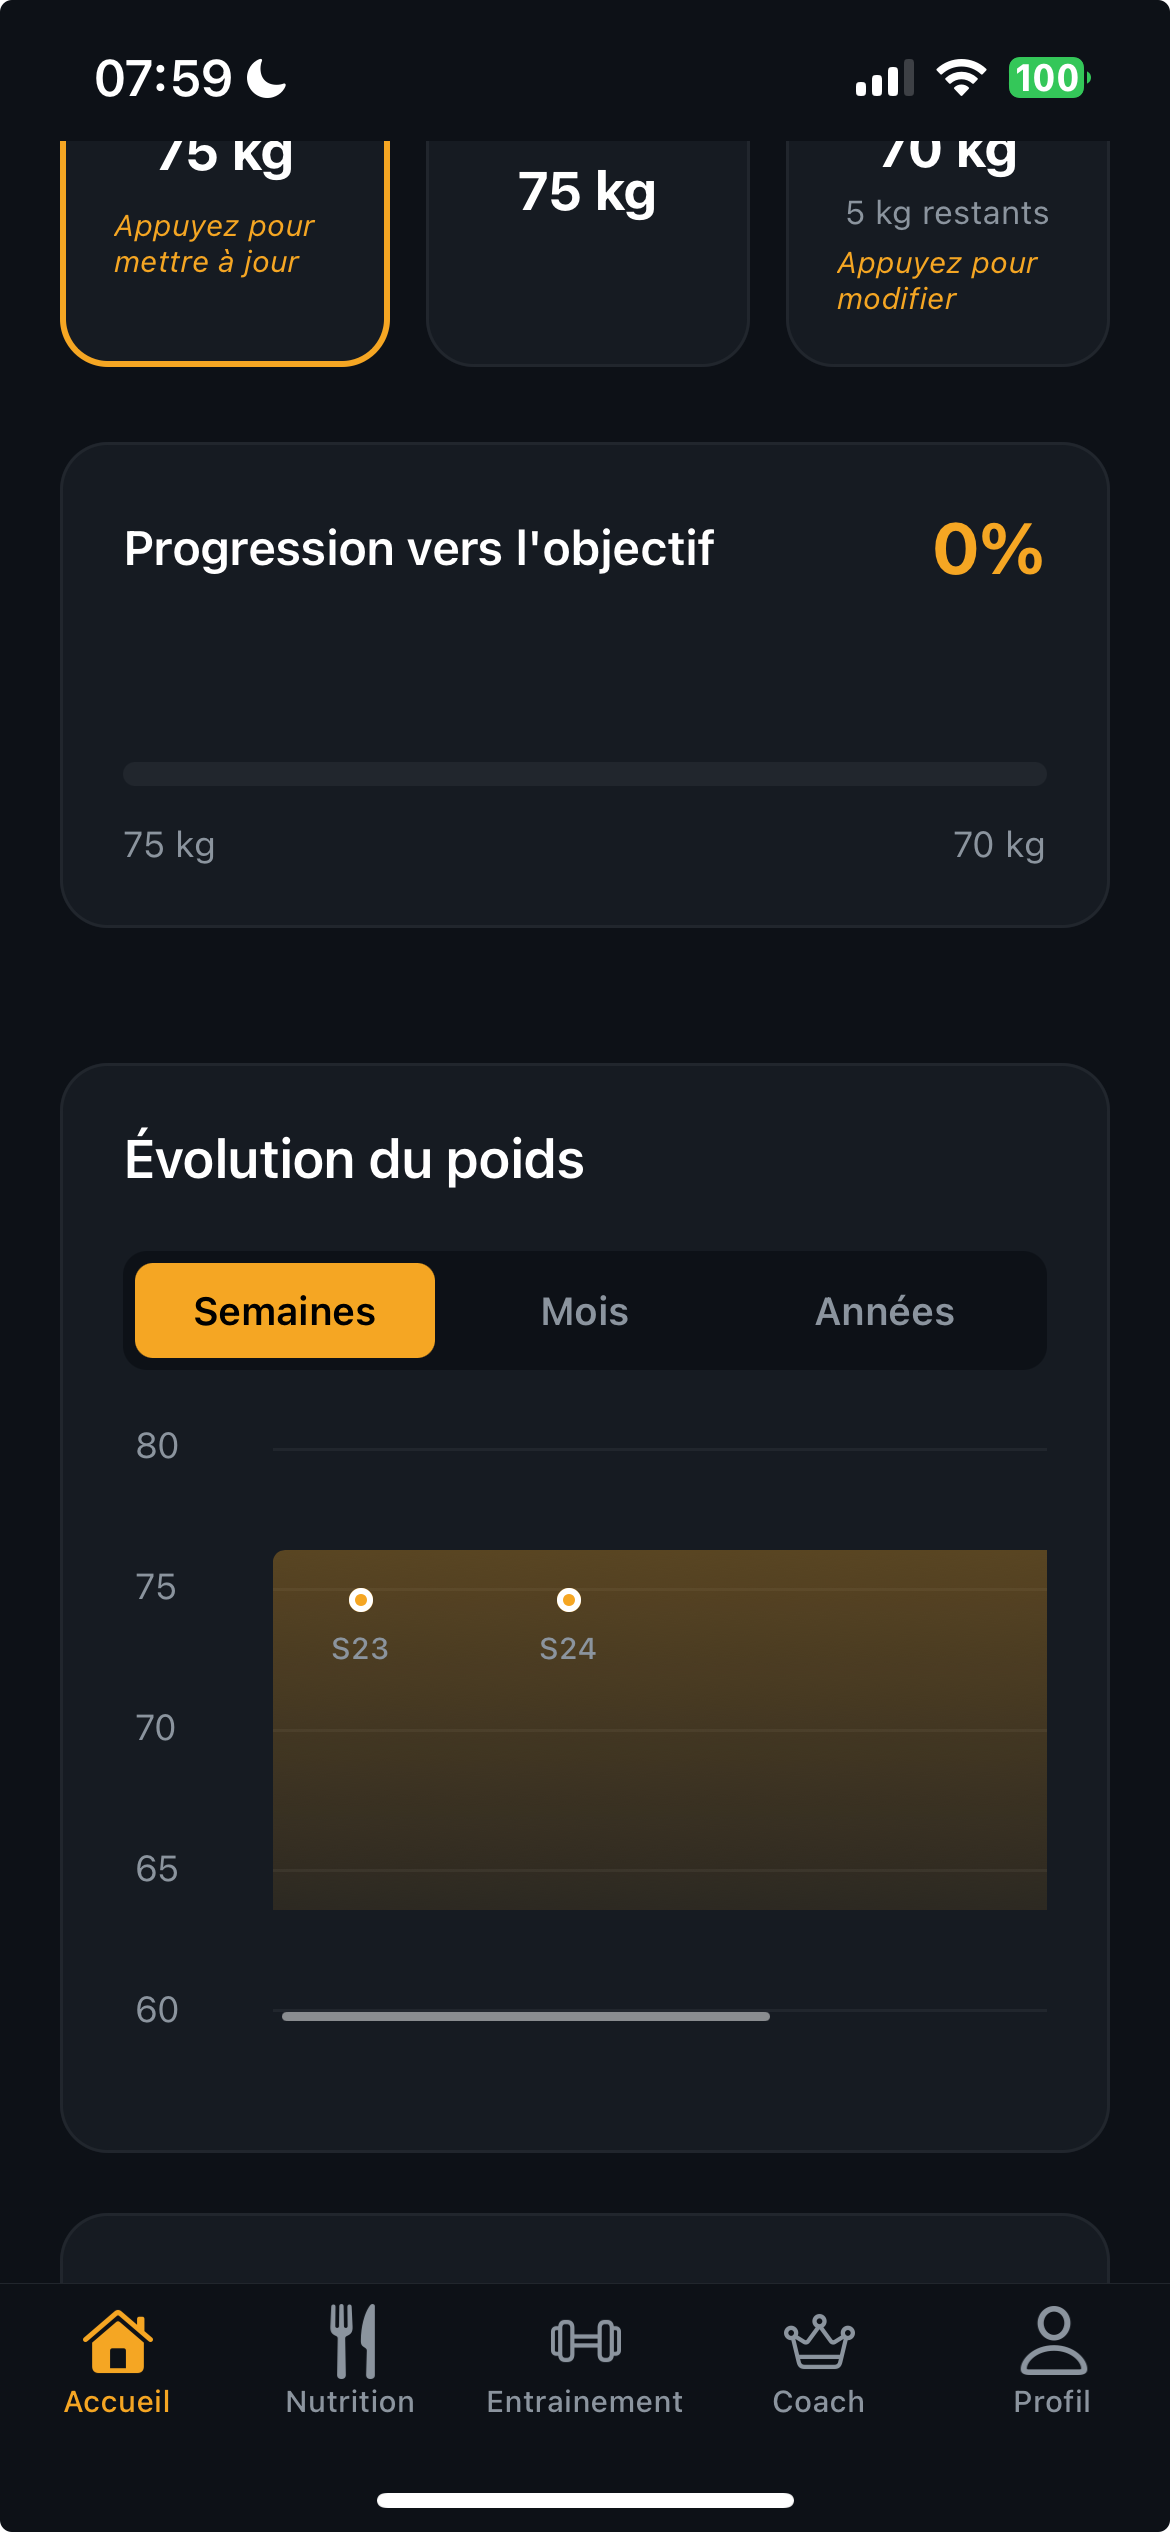 07:59
100
75 kg
Appuyez pour
mettre à jour
75 kg
70 kg
5 kg restants
Appuyez pour
modifier
Progression vers l'objectif
0%
75 kg
70 kg
Évolution du poids
Semaines
Mois
Années
80
75
S23
S24
70
65
60
Accueil
Nutrition
Entrainement
Coach
Profil